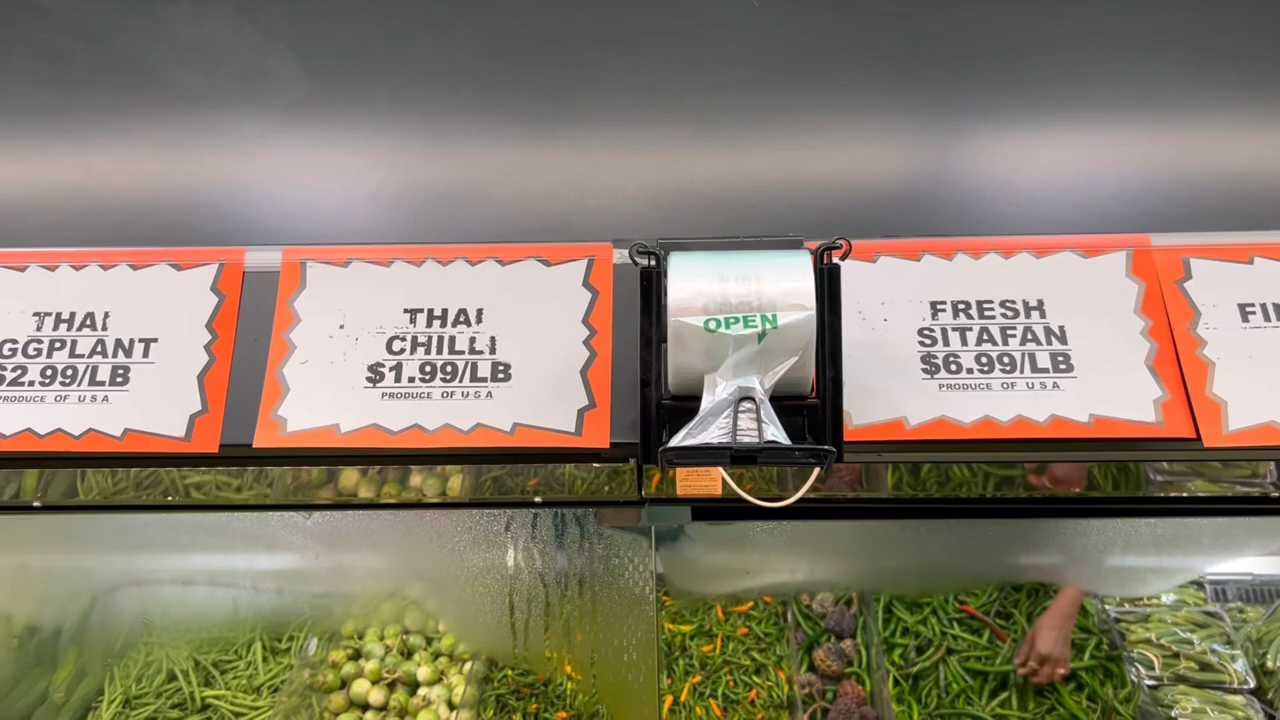 THAI
GGPLANT
$2.99/LB
PRODUCE OF USA
THAI
CHILLI
$1.99/LB
PRODUCE OF USA
OPEN
FRESH
SITAFAN
$6.99/LB
PRODUCE OF USA
FIN